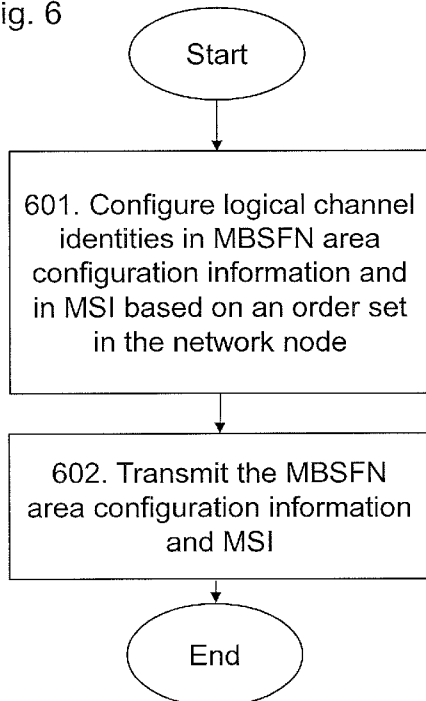 ig. 6
Start
601. Configure logical channel
identities in MBSFN area
configuration information and
in MSI based on an order set
in the network node
602. Transmit the MBSFN
area configuration information
and MSI
End